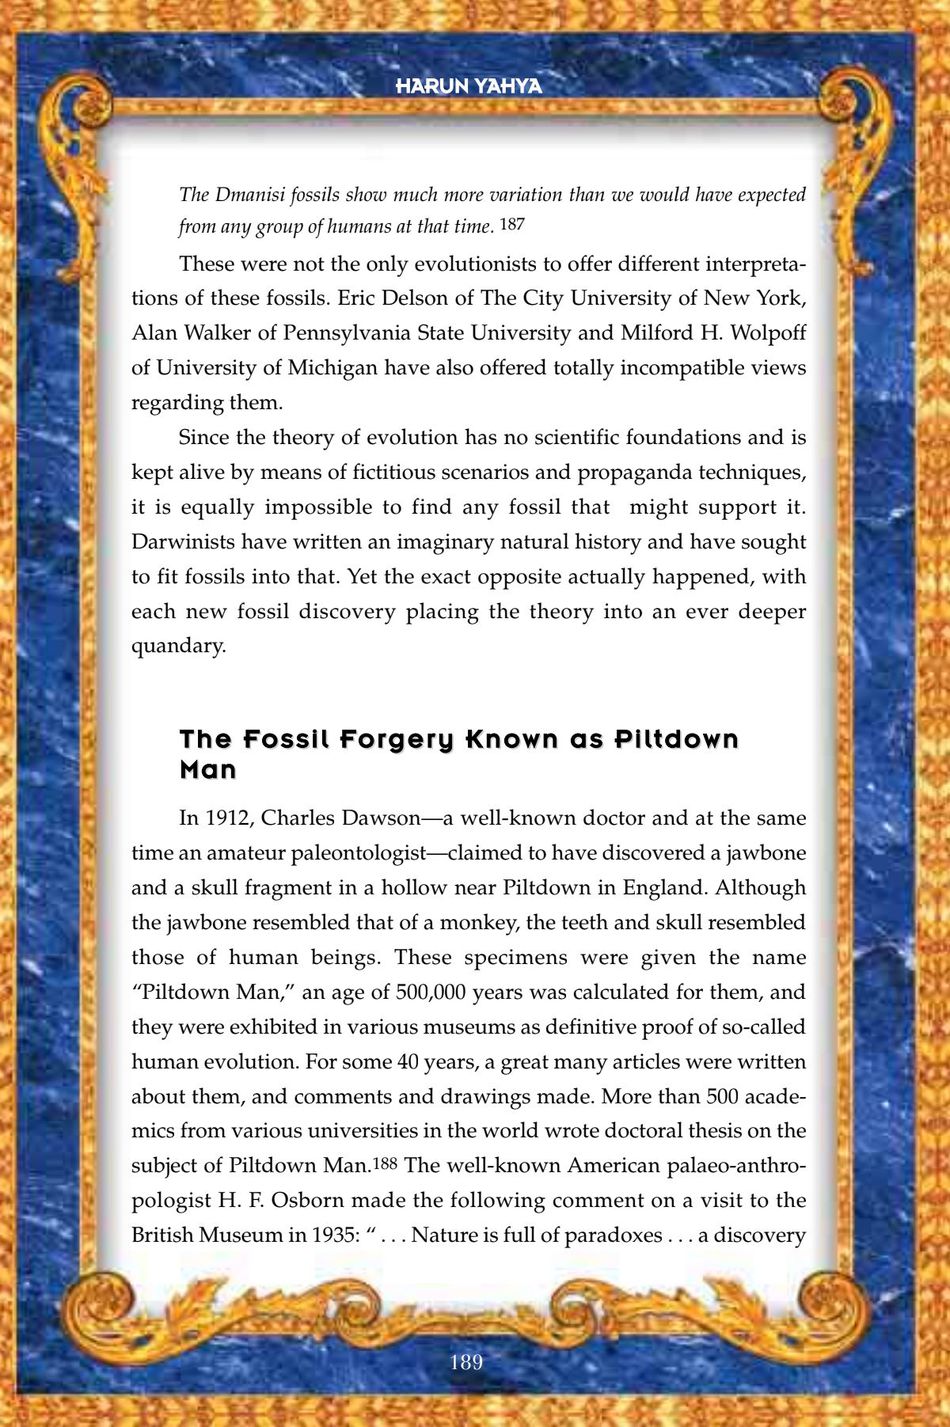 HARUN YAHYA
The Dmanisi fossils show much more variation than we would have expected
from any group of humans at that time. 187
These were not the only evolutionists to offer different interpreta-
tions of these fossils. Eric Delson of The City University of New York,
Alan Walker of Pennsylvania State University and Milford H. Wolpoff
of University of Michigan have also offered totally incompatible views
regarding them.
Since the theory of evolution has no scientific foundations and is
kept alive by means of fictitious scenarios and propaganda techniques,
it is equally impossible to find any fossil that might support it.
Darwinists have written an imaginary natural history and have sought
to fit fossils into that. Yet the exact opposite actually happened, with
each new fossil discovery placing the theory into an ever deeper
quandary.
The Fossil Forgery Known as Piltdown
Man
In 1912, Charles Dawson—a well-known doctor and at the same
time an amateur paleontologist—claimed to have discovered a jawbone
and a skull fragment in a hollow near Piltdown in England. Although
the jawbone resembled that of a monkey, the teeth and skull resembled
those of human beings. These specimens were given the name
“Piltdown Man,” an age of 500,000 years was calculated for them, and
they were exhibited in various museums as definitive proof of so-called
human evolution. For some 40 years, a great many articles were written
about them, and comments and drawings made. More than 500 acade-
mics from various universities in the world wrote doctoral thesis on the
subject of Piltdown Man.188 The well-known American palaeo-anthro-
pologist H. F. Osborn made the following comment on a visit to the
British Museum in 1935: “ . . . Nature is full of paradoxes . . . a discovery
189